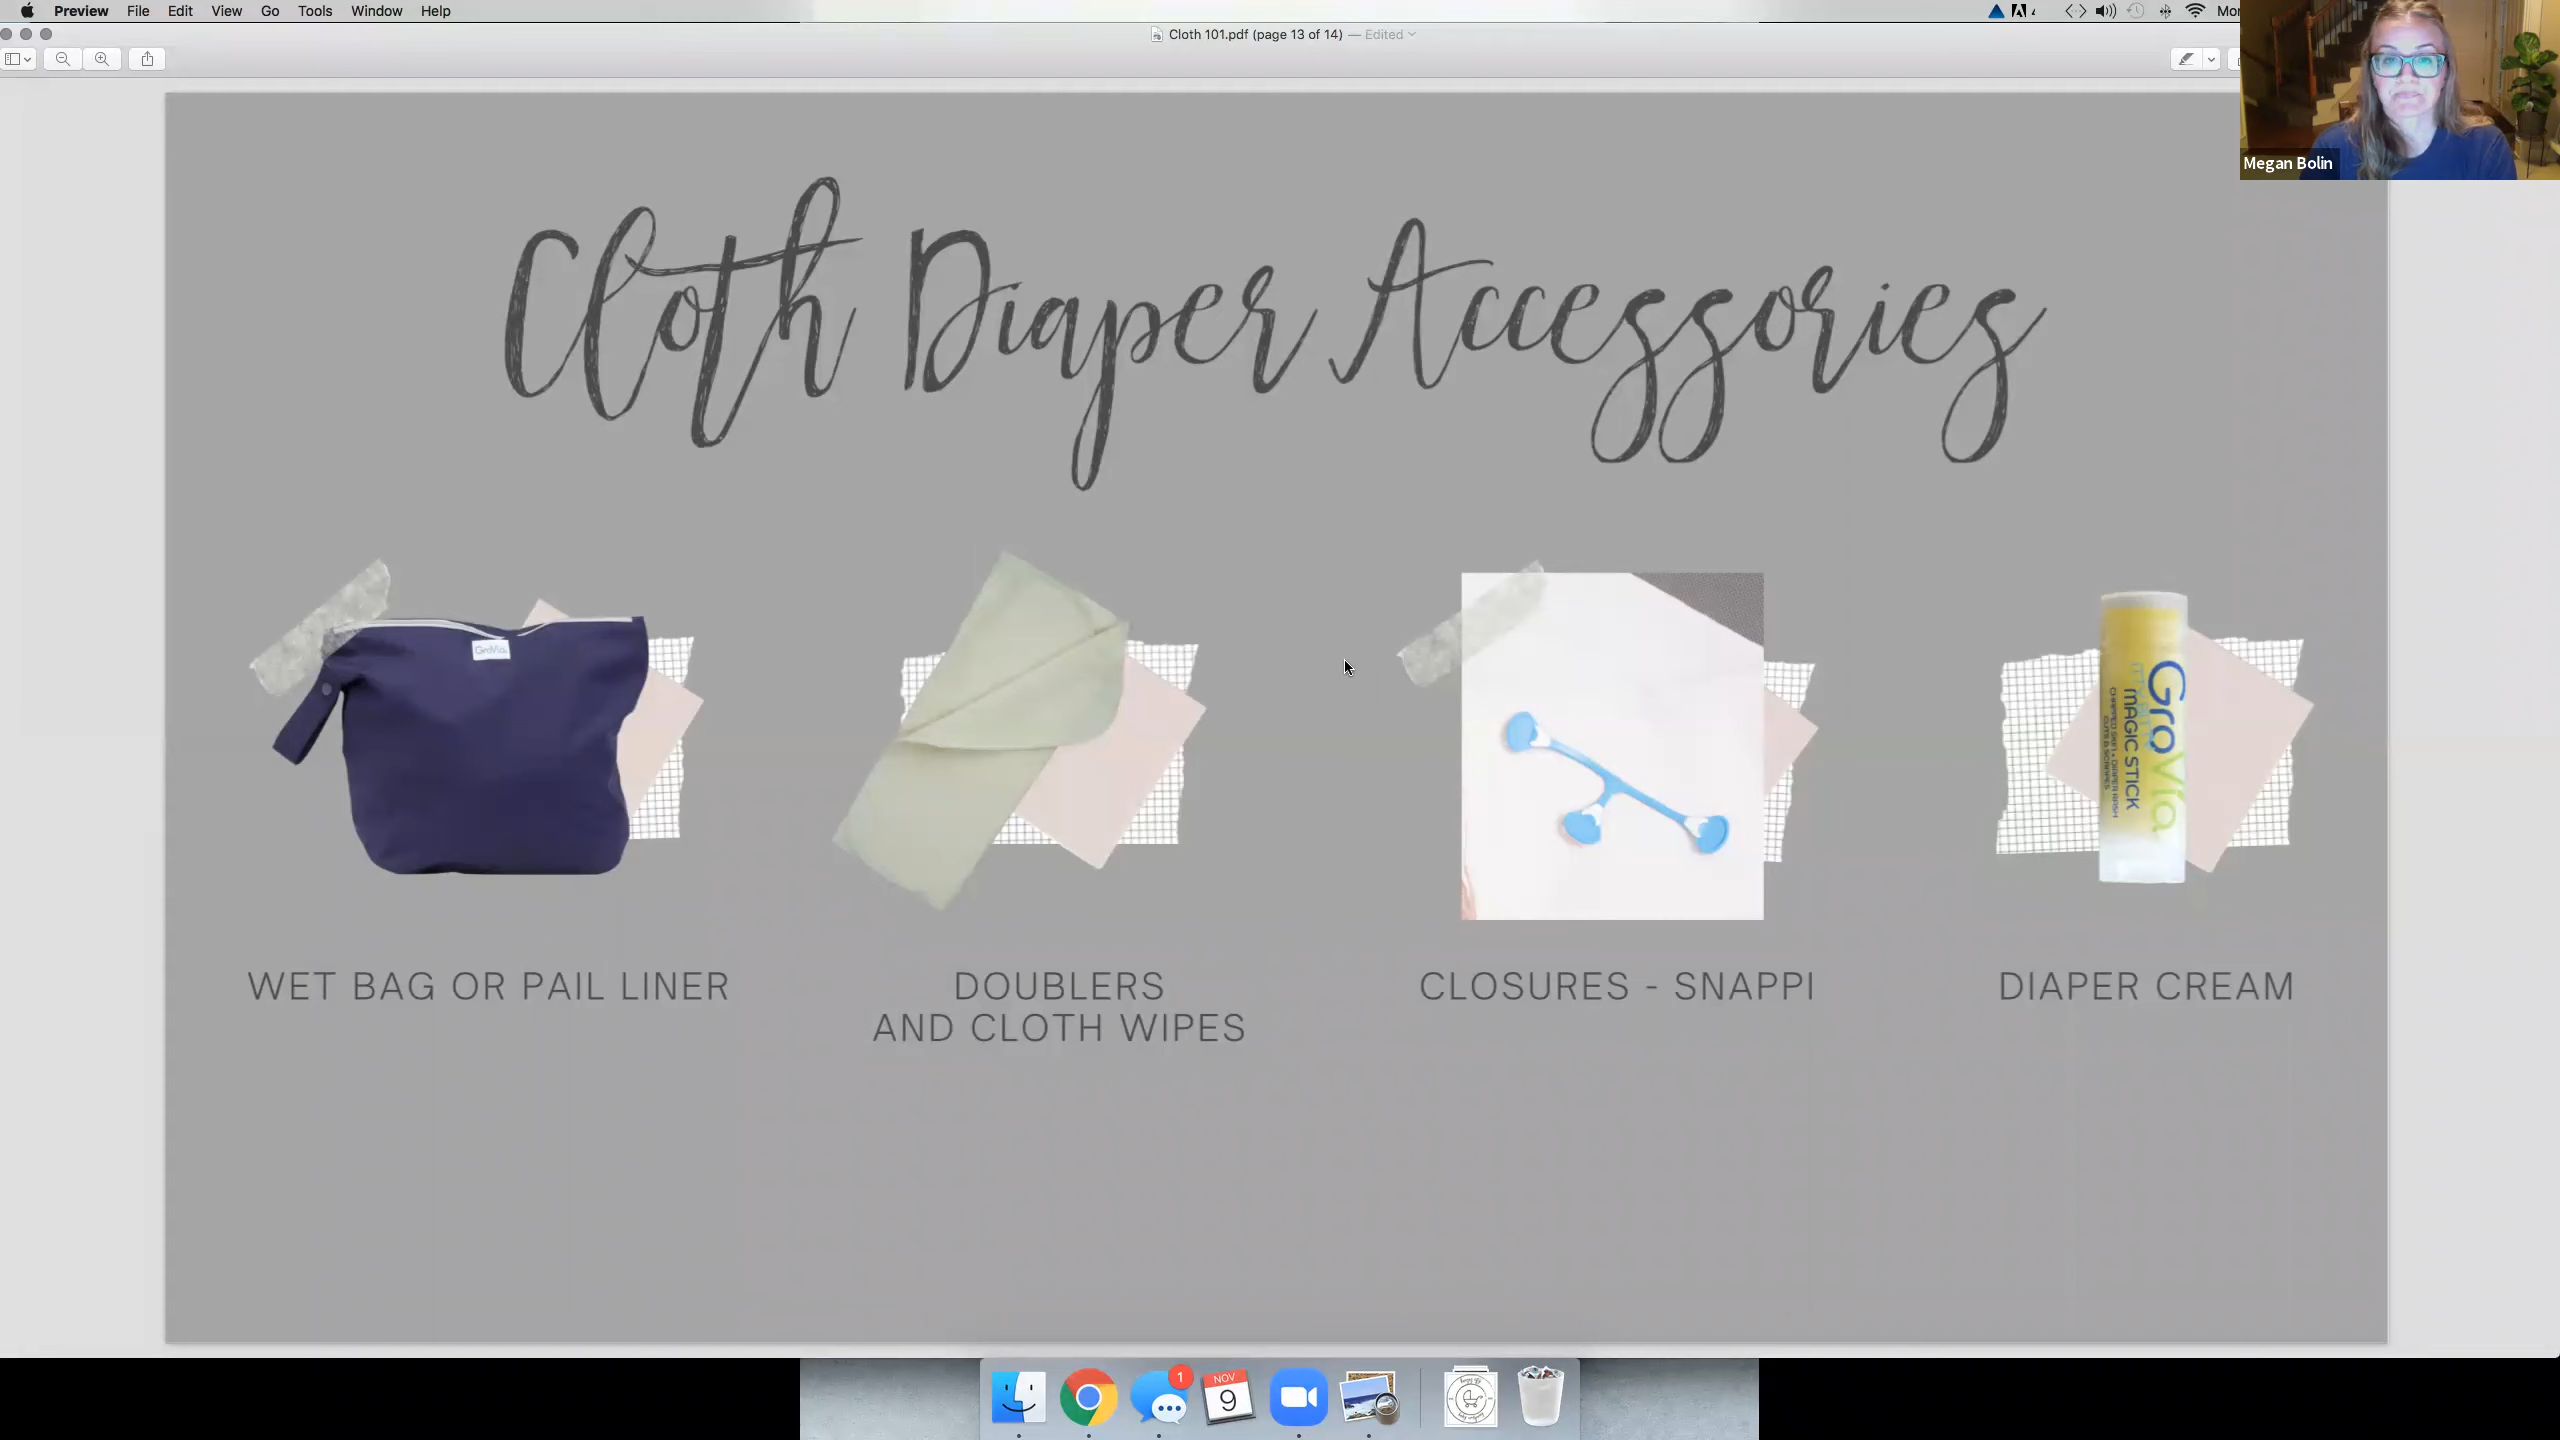 Preview File Edit View Go Tools Window Help
Cloth 101.pdf (page 13 of 14) — Edited
Megan Bolin
Cloth Diaper Accessories
GroVia
GroVia
MAGIC STICK
WET BAG OR PAIL LINER
DOUBLERS
AND CLOTH WIPES
CLOSURES - SNAPPI
DIAPER CREAM
1
NOV
9